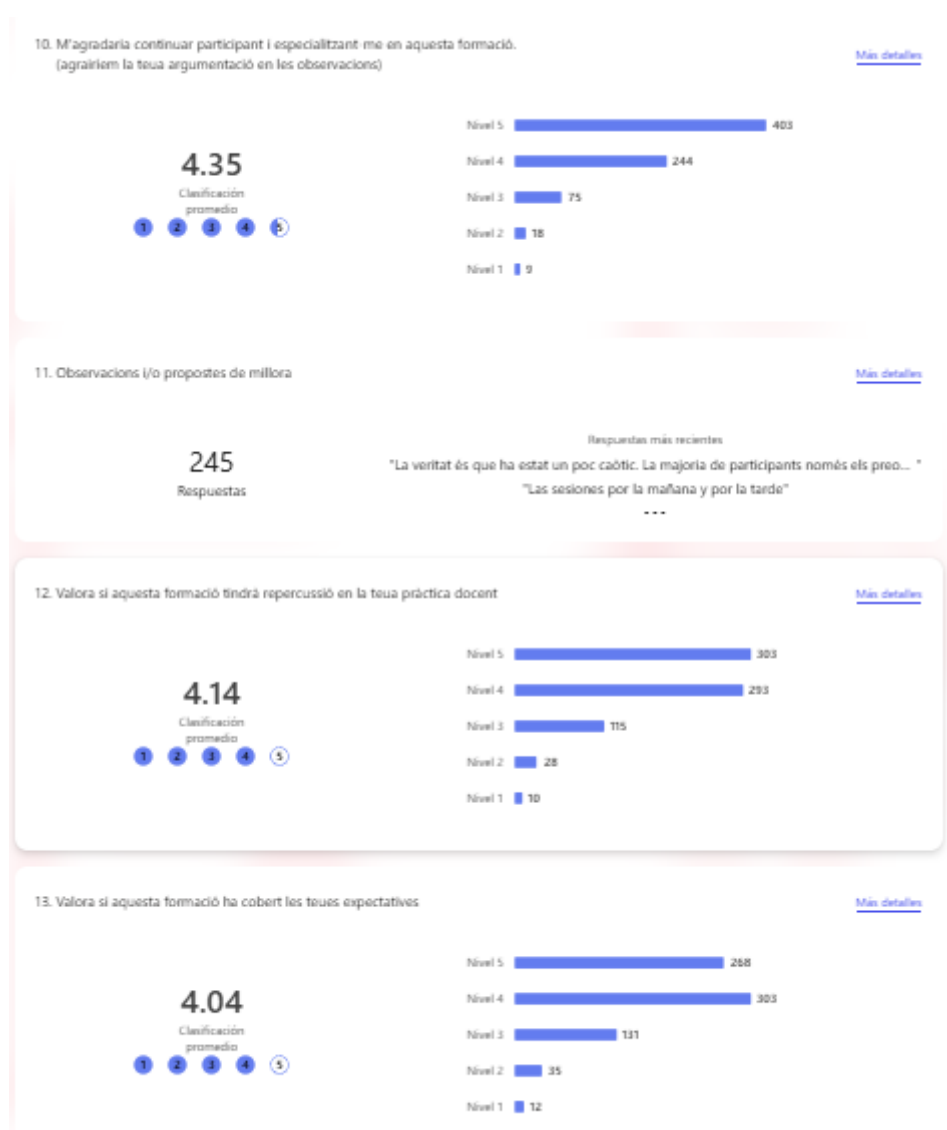 10. M'agradaria continuar participant i especialitzant-me en aquesta formació.
(agrairiem la teua argumentació en les observacions)
Más detalles
4.35
Clasificación
promedio
1 2 3 4 5
Nivel 5 403
Nivel 4 244
Nivel 3 75
Nivel 2 18
Nivel 1 9
11. Observacions i/o propostes de millora
Más detalles
245
Respuestas
Respuestas más recientes
"La veritat és que ha estat un poc caòtic. La majoria de participants només els preo... "
"Las sesiones por la mañana y por la tarde"
---
12. Valora si aquesta formació tindrà repercussió en la teua pràctica docent
Más detalles
4.14
Clasificación
promedio
1 2 3 4 5
Nivel 5 303
Nivel 4 293
Nivel 3 115
Nivel 2 28
Nivel 1 10
13. Valora si aquesta formació ha cobert les teues expectatives
Más detalles
4.04
Clasificación
promedio
1 2 3 4 5
Nivel 5 268
Nivel 4 303
Nivel 3 131
Nivel 2 35
Nivel 1 12